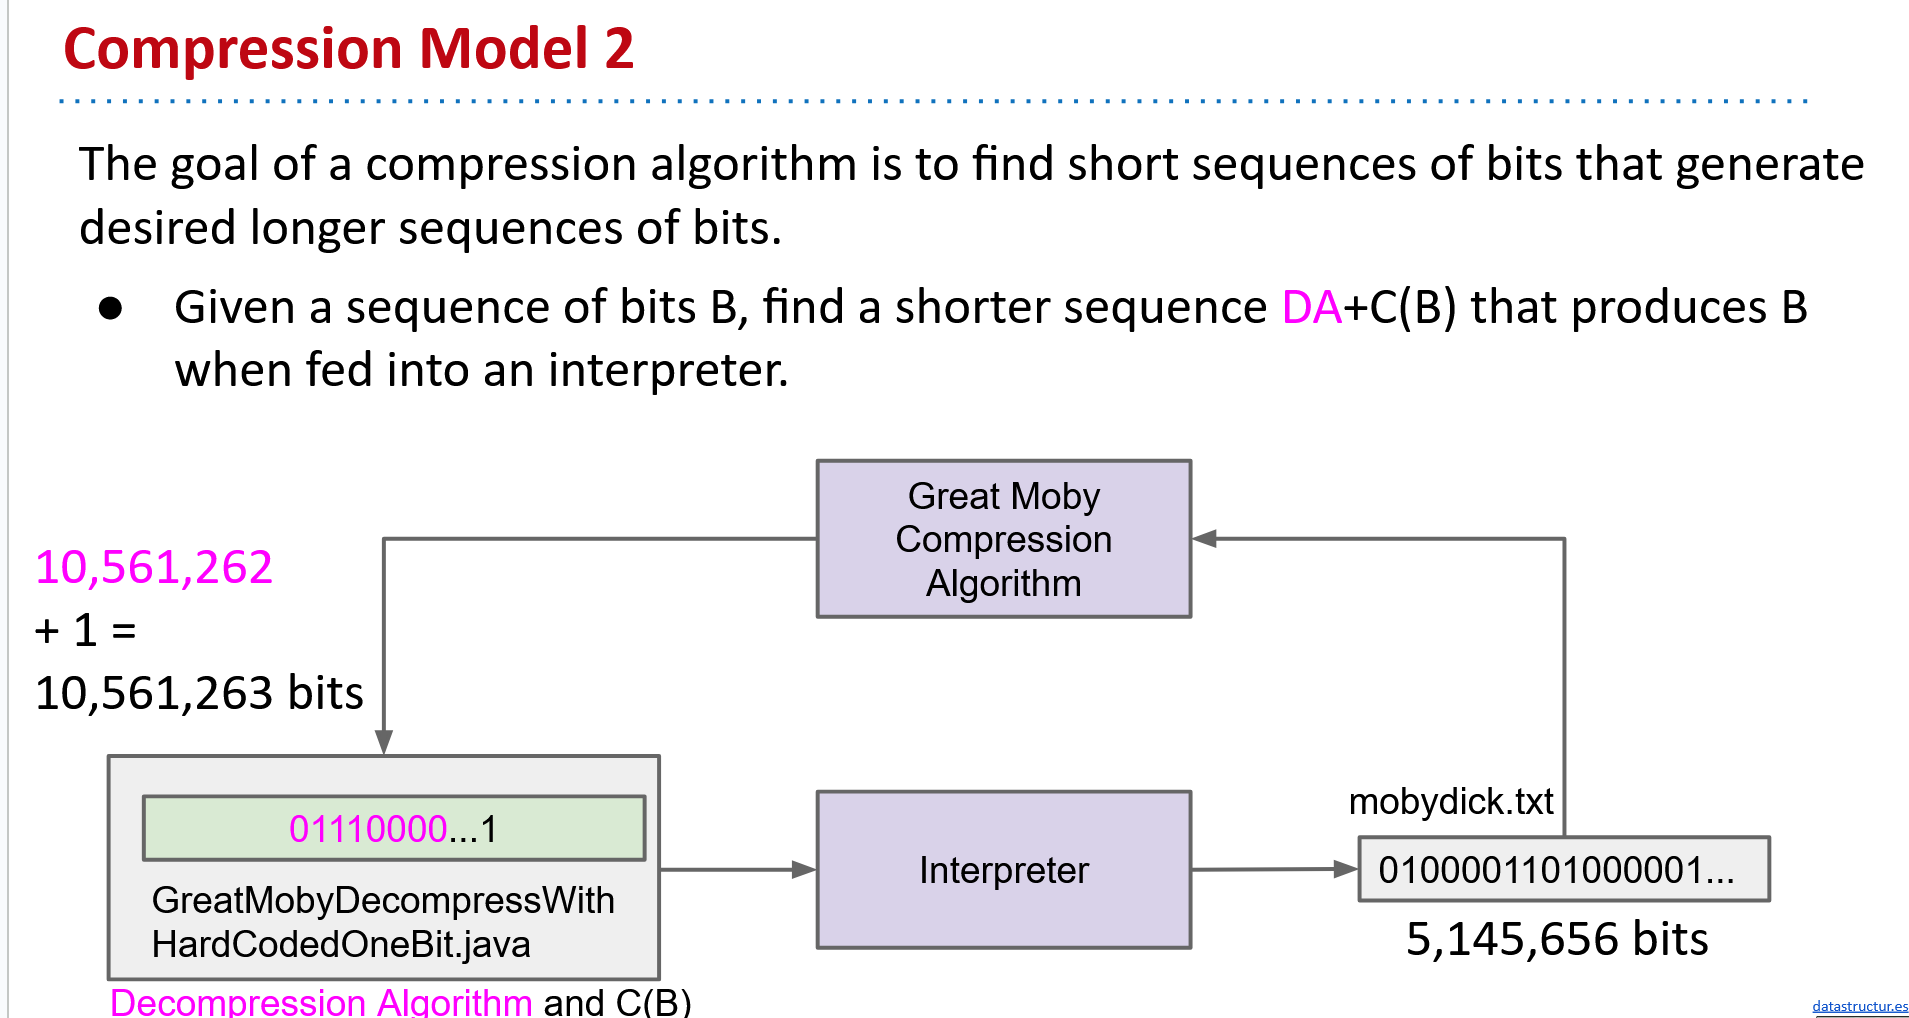 Compression Model 2
The goal of a compression algorithm is to find short sequences of bits that generate
desired longer sequences of bits.
● Given a sequence of bits B, find a shorter sequence DA+C(B) that produces B
when fed into an interpreter.
Great Moby
Compression
Algorithm
10,561,262
+ 1 =
10,561,263 bits
01110000...1
GreatMobyDecompressWith
HardCodedOneBit.java
Decompression Algorithm and C(B)
Interpreter
mobydick.txt
0100001101000001...
5,145,656 bits
datastructur.es